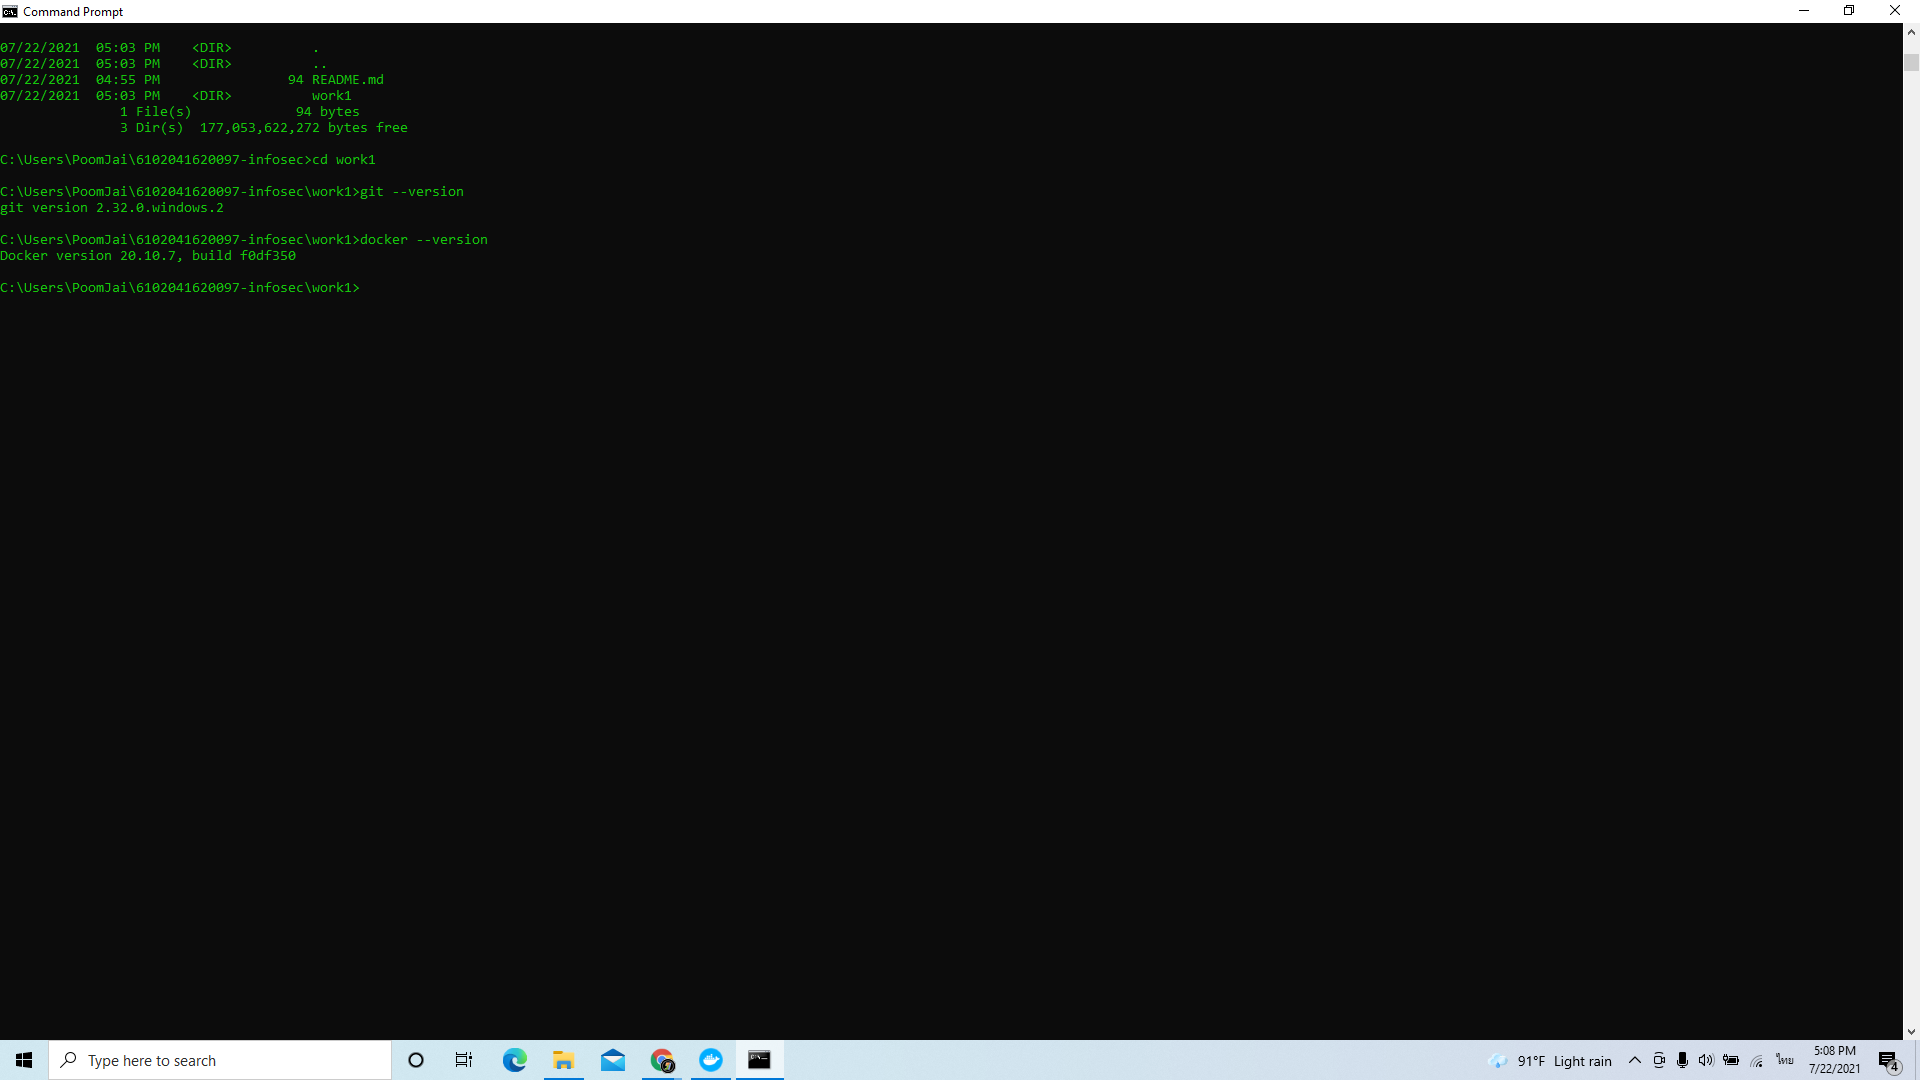 Command Prompt
07/22/2021  05:03 PM    <DIR>          .
07/22/2021  05:03 PM    <DIR>          ..
07/22/2021  04:55 PM                94 README.md
07/22/2021  05:03 PM    <DIR>          work1
               1 File(s)             94 bytes
               3 Dir(s)  177,053,622,272 bytes free
C:\Users\PoomJai\6102041620097-infosec>cd work1
C:\Users\PoomJai\6102041620097-infosec\work1>git --version
git version 2.32.0.windows.2
C:\Users\PoomJai\6102041620097-infosec\work1>docker --version
Docker version 20.10.7, build f0df350
C:\Users\PoomJai\6102041620097-infosec\work1>
Type here to search
91°F Light rain
ไทย
5:08 PM
7/22/2021
4